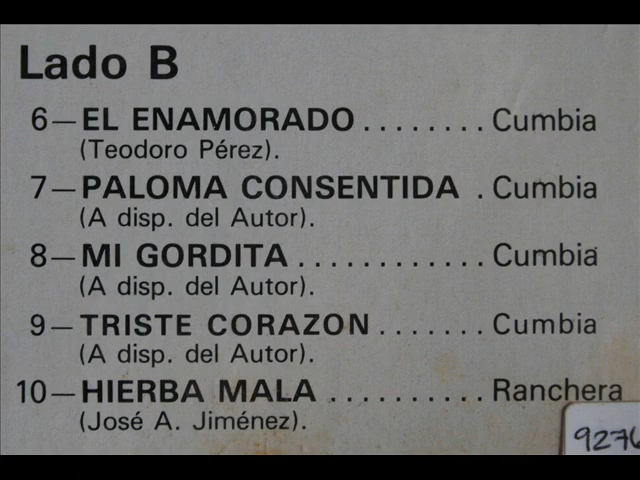 Lado B
6—EL ENAMORADO........Cumbia
(Teodoro Pérez).
7—PALOMA CONSENTIDA .Cumbia
(A disp. del Autor).
8—MI GORDITA............Cumbia
(A disp. del Autor).
9—TRISTE CORAZON.......Cumbia
(A disp. del Autor).
10—HIERBA MALA ..........Ranchera
(José A. Jiménez).
9276